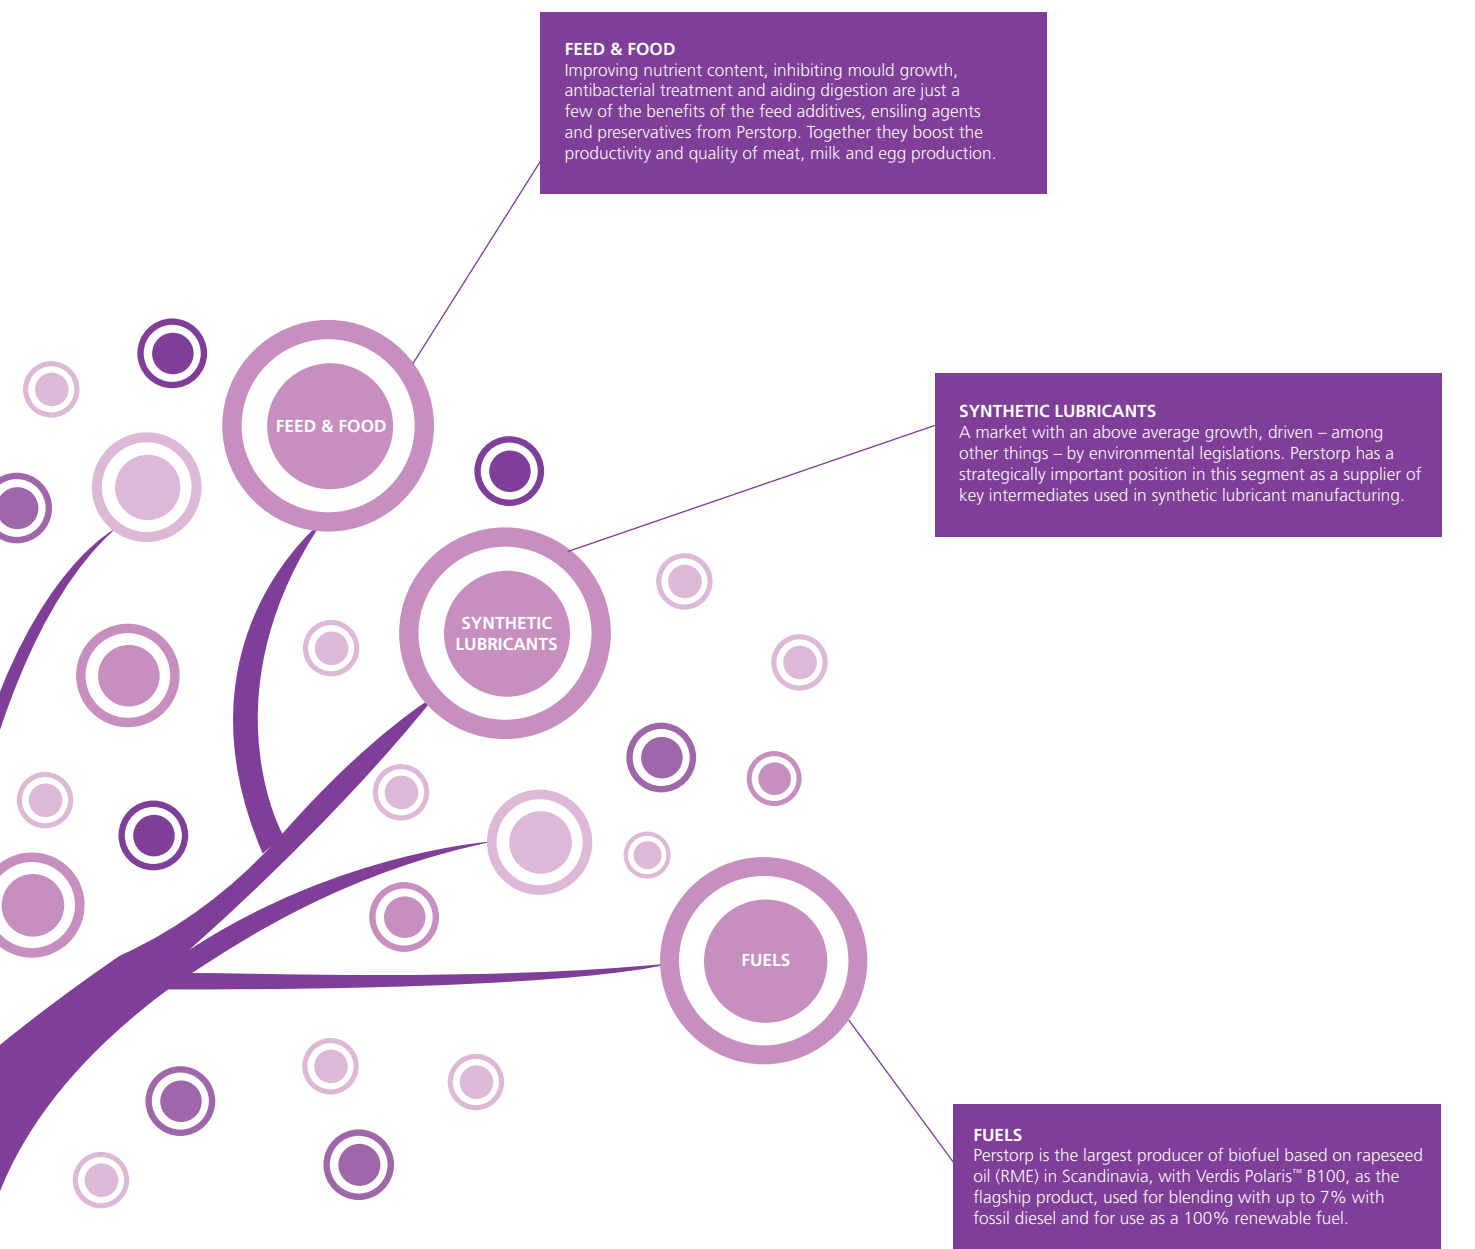 FEED & FOOD
Improving nutrient content, inhibiting mould growth,
antibacterial treatment and aiding digestion are just a
few of the benefits of the feed additives, ensiling agents
and preservatives from Perstorp. Together they boost the
productivity and quality of meat, milk and egg production.
FEED & FOOD
SYNTHETIC LUBRICANTS
A market with an above average growth, driven – among
other things – by environmental legislations. Perstorp has a
strategically important position in this segment as a supplier of
key intermediates used in synthetic lubricant manufacturing.
SYNTHETIC
LUBRICANTS
FUELS
FUELS
Perstorp is the largest producer of biofuel based on rapeseed
oil (RME) in Scandinavia, with Verdis Polaris™ B100, as the
flagship product, used for blending with up to 7% with
fossil diesel and for use as a 100% renewable fuel.